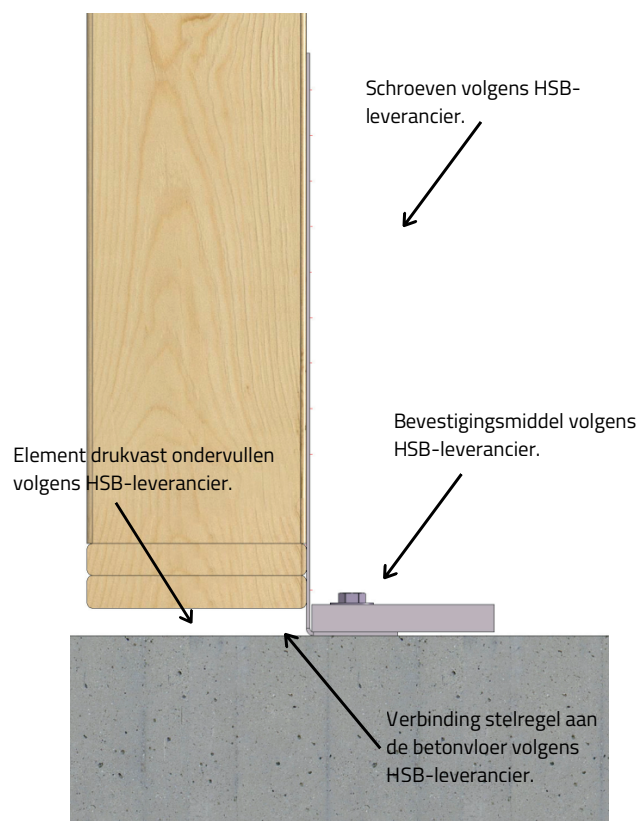 Schroeven volgens HSB-
leverancier.
Bevestigingsmiddel volgens
HSB-leverancier.
Element drukvast ondervullen
volgens HSB-leverancier.
Verbinding stelregel aan
de betonvloer volgens
HSB-leverancier.